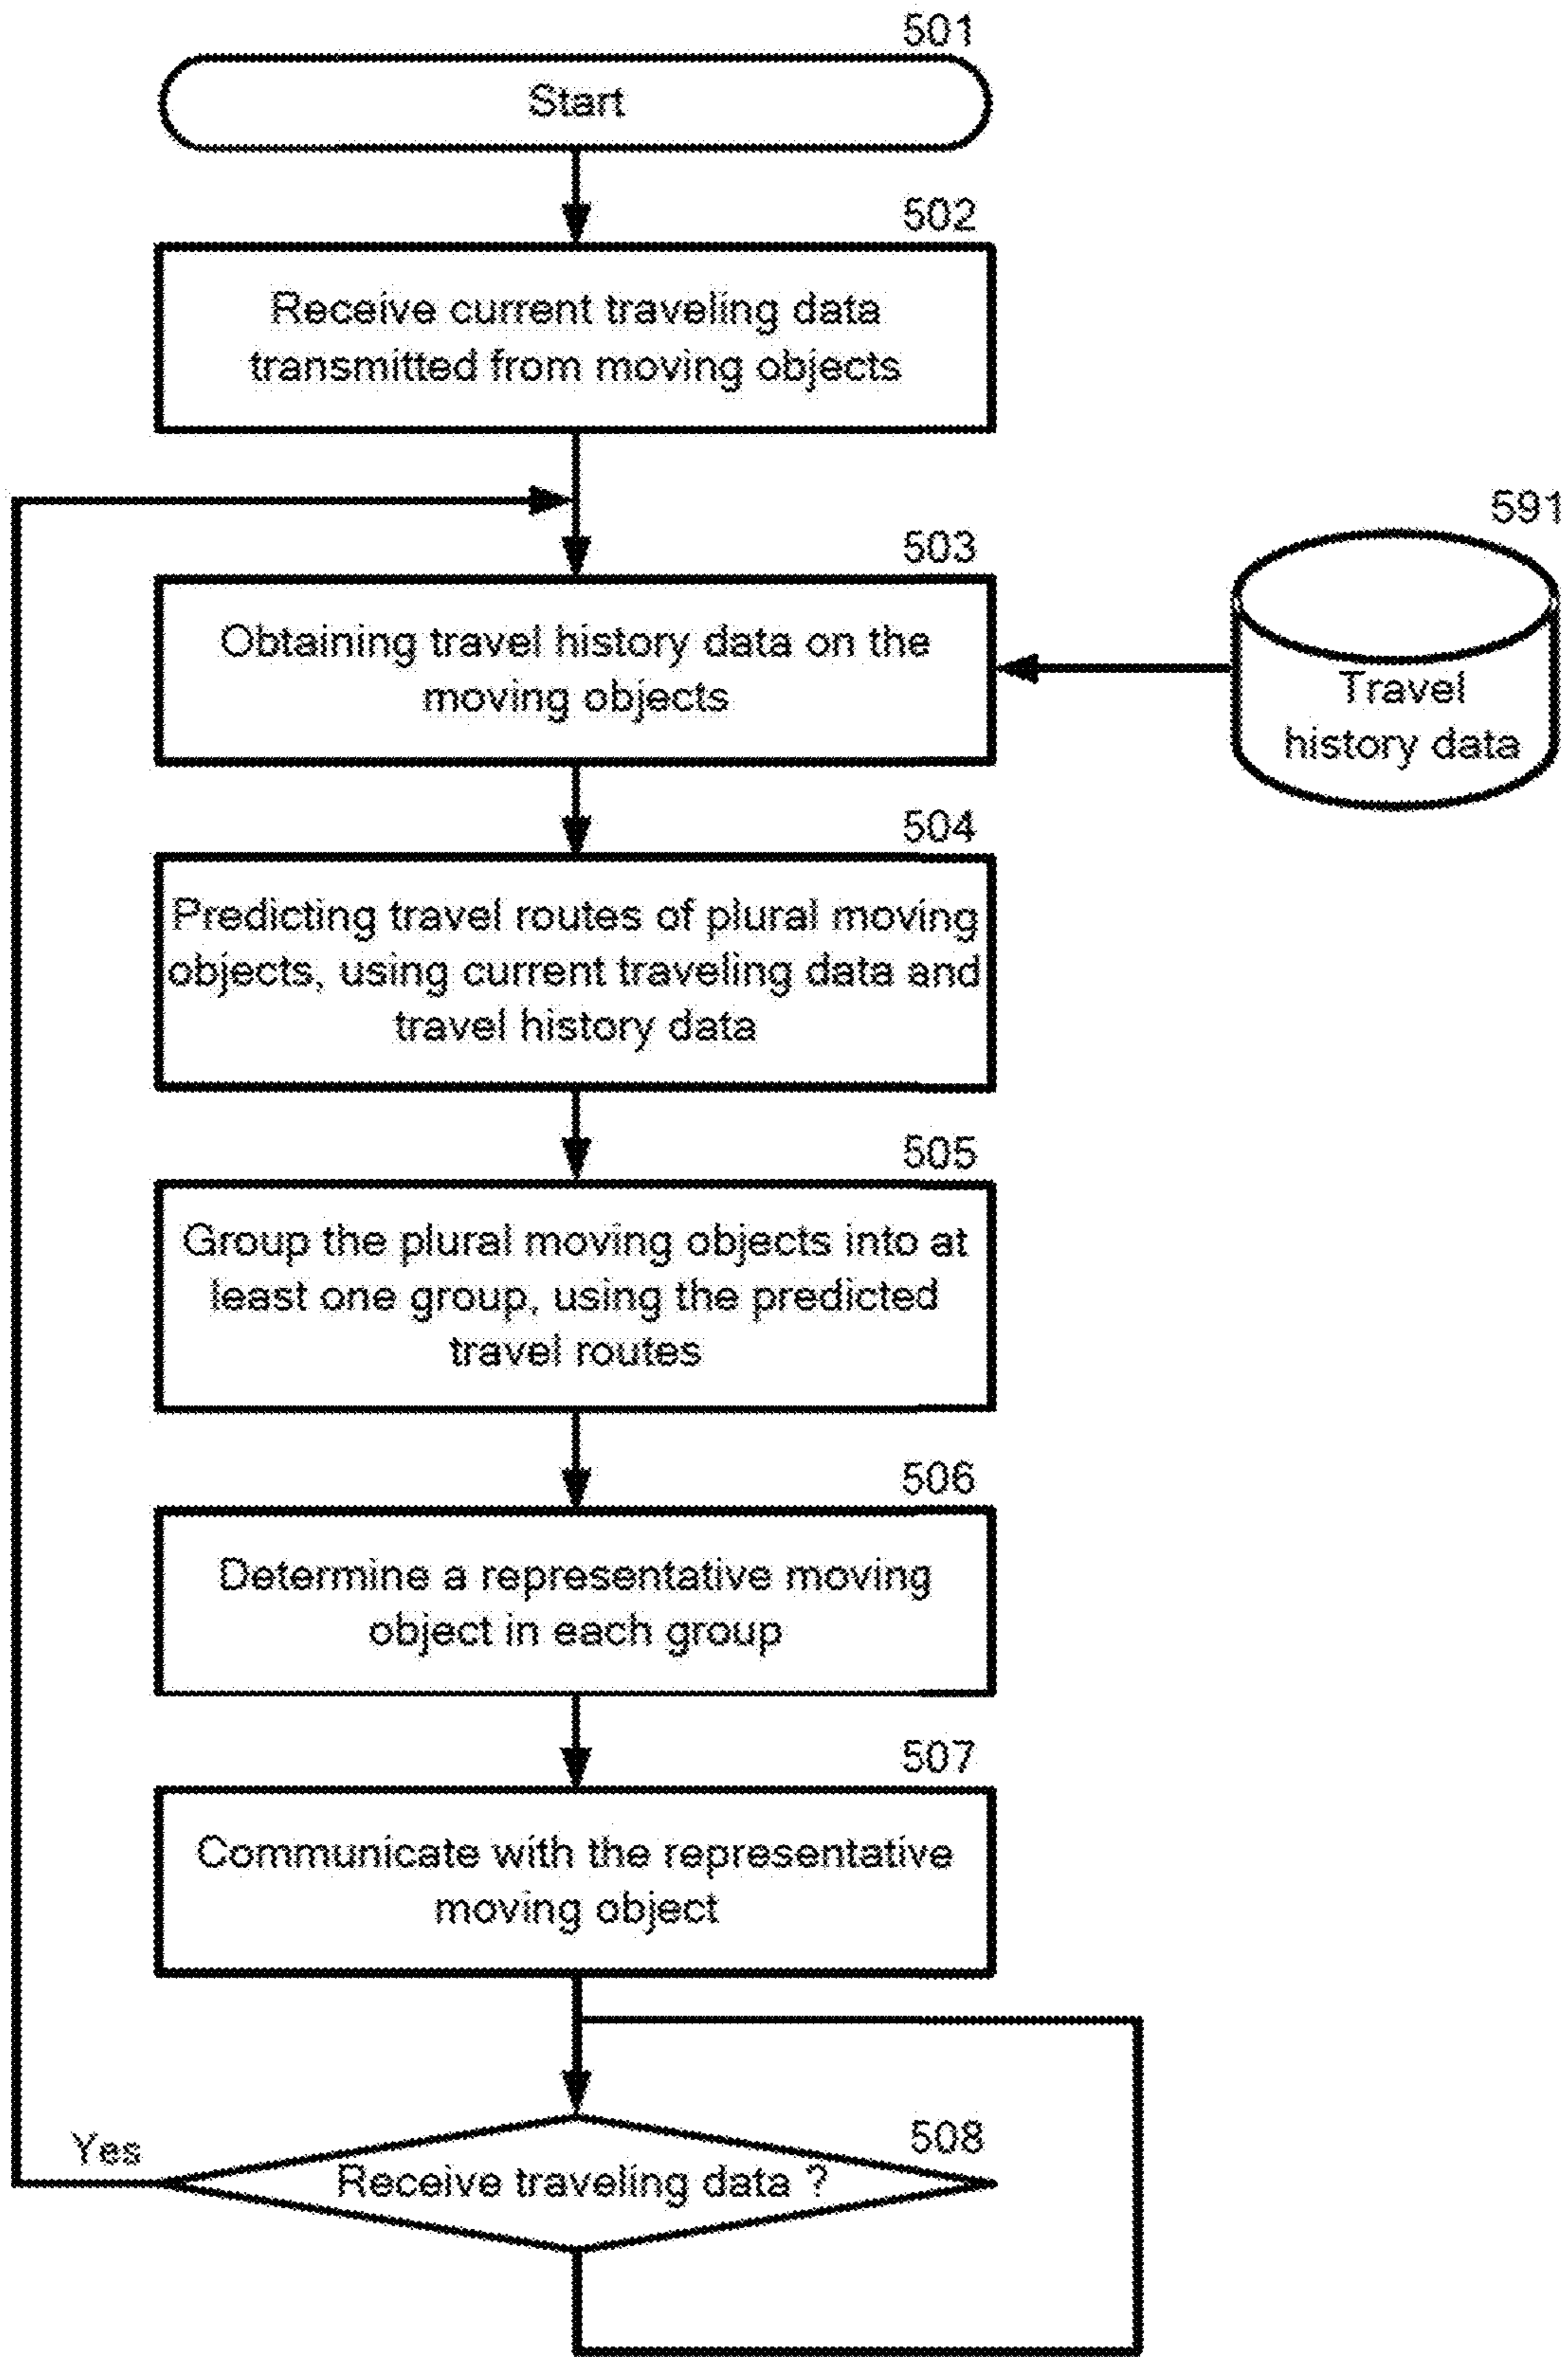 501
Start
502
Receive current traveling data
transmitted from moving objects
591
503
Obtaining travel history data on the
moving objects
Travel
history data
504
Predicting travel routes of plural moving
objects, using current traveling data and
travel history data
505
Group the plural moving objects into at
least one group, using the predicted
travel routes
506
Determine a representative moving
object in each group
507
Communicate with the representative
moving object
508
Yes
Receive traveling data ?